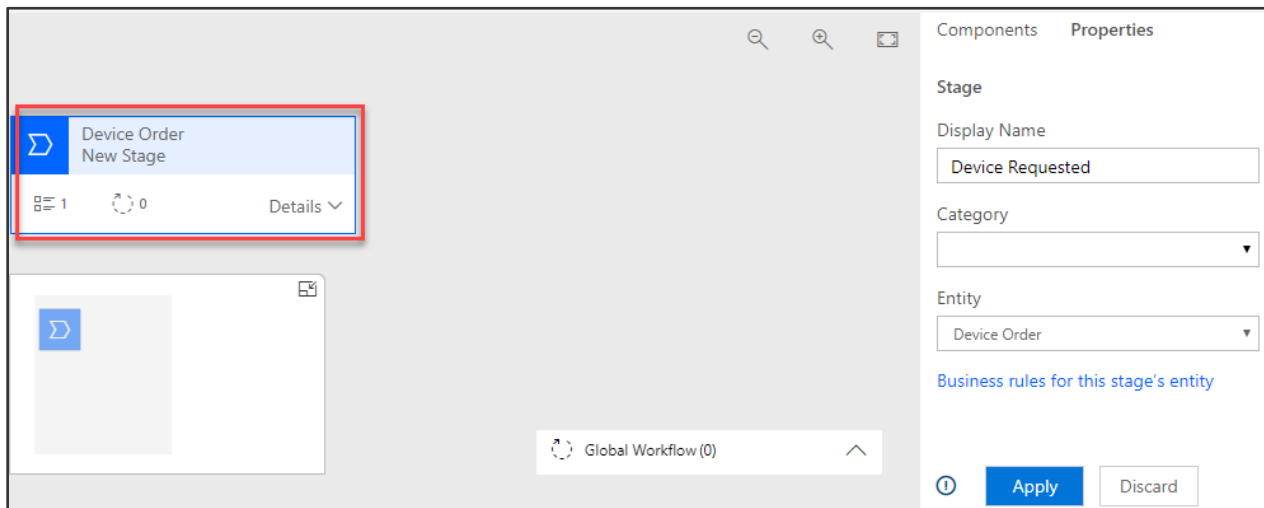 Components Properties
Stage
Display Name
Device Requested
Category
Entity
Device Order
Business rules for this stage's entity
Apply Discard
Device Order
New Stage
1 0 Details
Global Workflow (0)